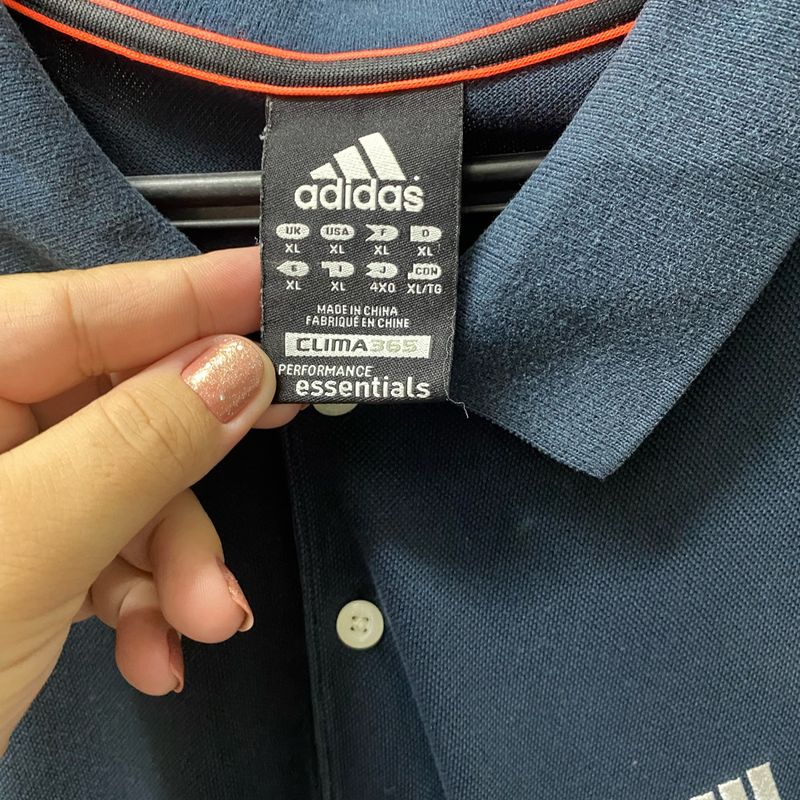 adidas
UK USA F D
XL XL XL XL
E I J CDN
XL XL 4XO XL/TG
MADE IN CHINA
FABRIQUÉ EN CHINE
CLIMA365
PERFORMANCE
essentials